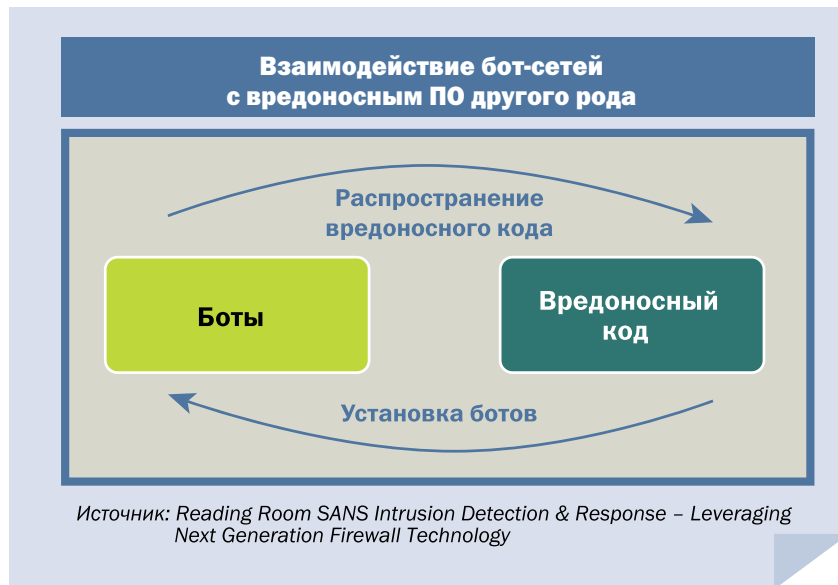 Взаимодействие бот-сетей
с вредоносным ПО другого рода
Распространение
вредоносного кода
Боты
Вредоносный
код
Установка ботов
Источник: Reading Room SANS Intrusion Detection & Response – Leveraging
Next Generation Firewall Technology